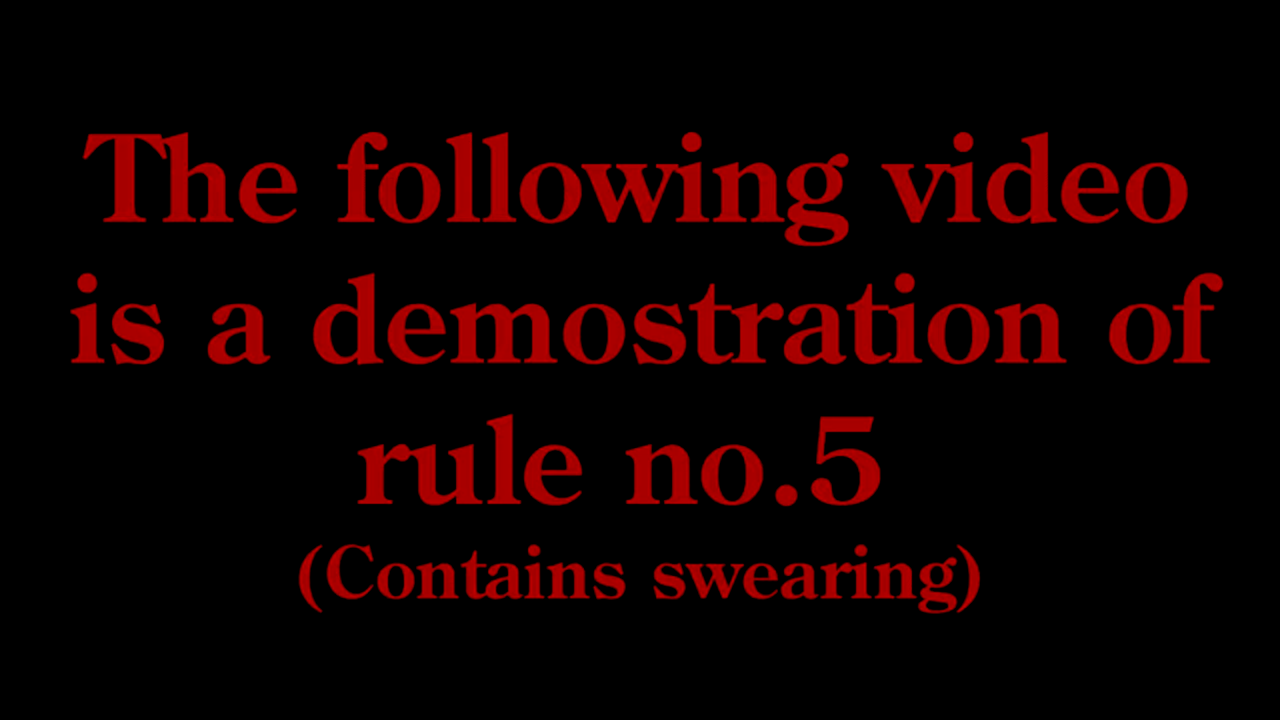 The following video
is a demostration of
rule no.5
(Contains swearing)